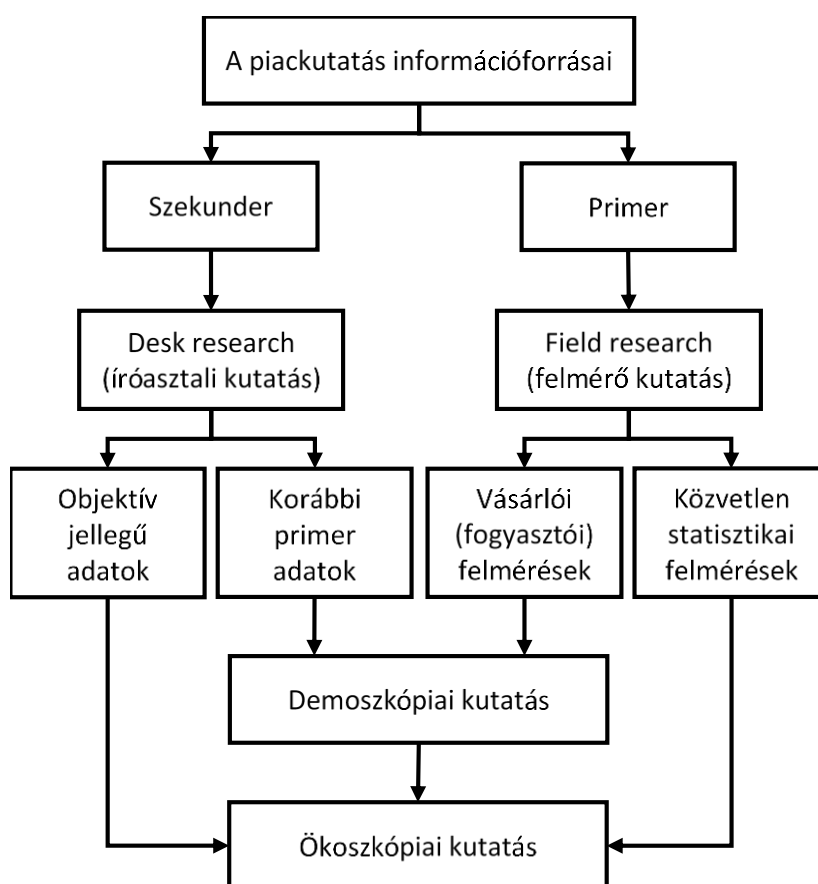 A piackutatás információforrásai
Szekunder
Primer
Desk research
(íróasztali kutatás)
Field research
(felmérő kutatás)
Objektív
jellegű
adatok
Korábbi
primer
adatok
Vásárlói
(fogyasztói)
felmérések
Közvetlen
statisztikai
felmérések
Demoszkópiai kutatás
Ökoszkópiai kutatás